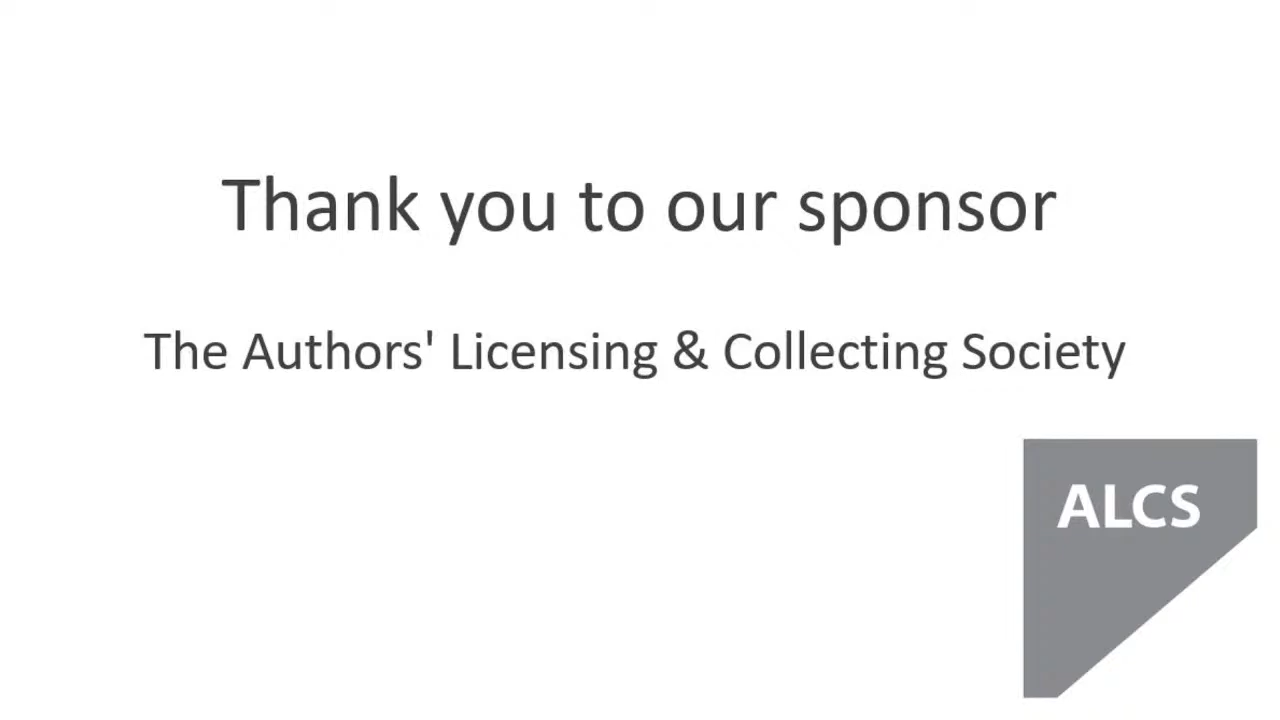 Thank you to our sponsor
The Authors' Licensing & Collecting Society
ALCS